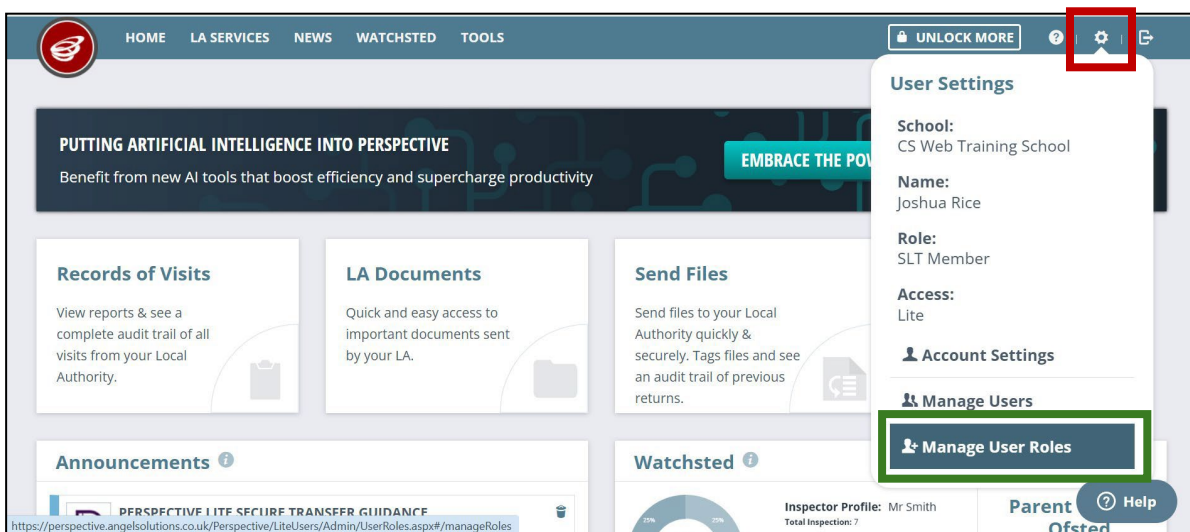 HOME LA SERVICES NEWS WATCHSTED TOOLS UNLOCK MORE
User Settings
School:
CS Web Training School
Name:
Joshua Rice
Role:
SLT Member
Access:
Lite
Account Settings
Manage Users
Manage User Roles
PUTTING ARTIFICIAL INTELLIGENCE INTO PERSPECTIVE
Benefit from new AI tools that boost efficiency and supercharge productivity
EMBRACE THE POW
Records of Visits
View reports & see a
complete audit trail of all
visits from your Local
Authority.
LA Documents
Quick and easy access to
important documents sent
by your LA.
Send Files
Send files to your Local
Authority quickly &
securely. Tags files and see
an audit trail of previous
returns.
Announcements
PERSPECTIVE LITE SECURE TRANSFER GUIDANCE
Watchsted
25%
25%
Inspector Profile: Mr Smith
Total Inspection: 7
Parent
Ofsted
Help
https://perspective.angelsolutions.co.uk/Perspective/LiteUsers/Admin/UserRoles.aspx#/manageRoles